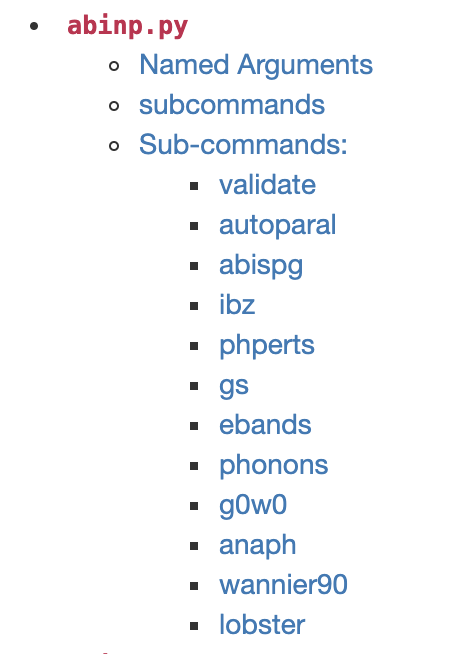 abinp.py
Named Arguments
subcommands
Sub-commands:
validate
autoparal
abispg
ibz
phperts
gs
ebands
phonons
g0w0
anaph
wannier90
lobster